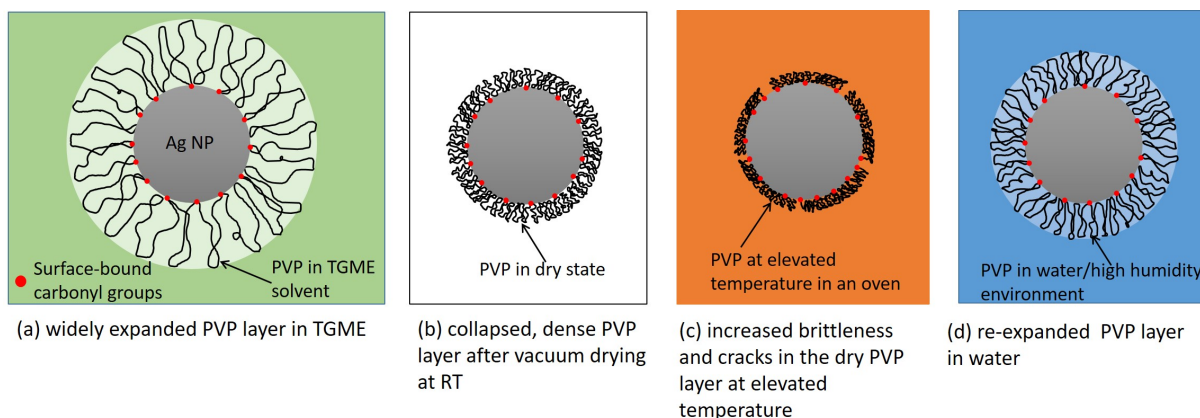 Ag NP
Surface-bound
carbonyl groups
PVP in TGME
solvent
(a) widely expanded PVP layer in TGME
PVP in dry state
(b) collapsed, dense PVP
layer after vacuum drying
at RT
PVP at elevated
temperature in an oven
(c) increased brittleness
and cracks in the dry PVP
layer at elevated
temperature
PVP in water/high humidity
environment
(d) re-expanded PVP layer
in water